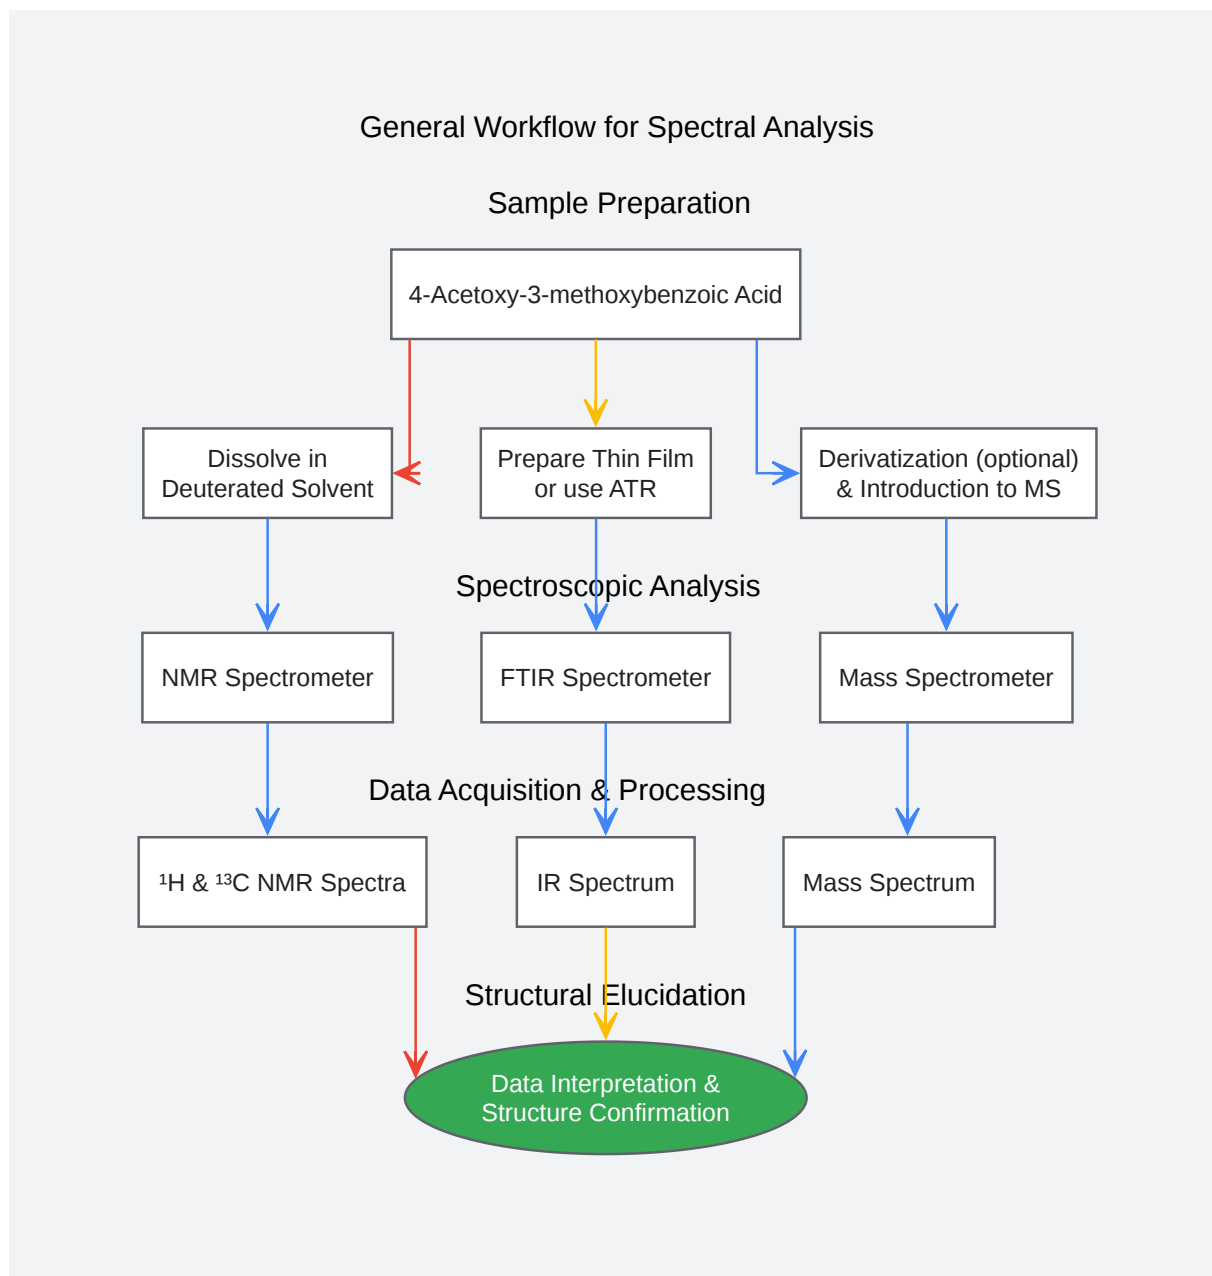 General Workflow for Spectral Analysis
Sample Preparation
4-Acetoxy-3-methoxybenzoic Acid
Dissolve in
Deuterated Solvent
Prepare Thin Film
or use ATR
Derivatization (optional)
& Introduction to MS
Spectroscopic Analysis
NMR Spectrometer
FTIR Spectrometer
Mass Spectrometer
Data Acquisition & Processing
¹H & ¹³C NMR Spectra
IR Spectrum
Mass Spectrum
Structural Elucidation
Data Interpretation &
Structure Confirmation